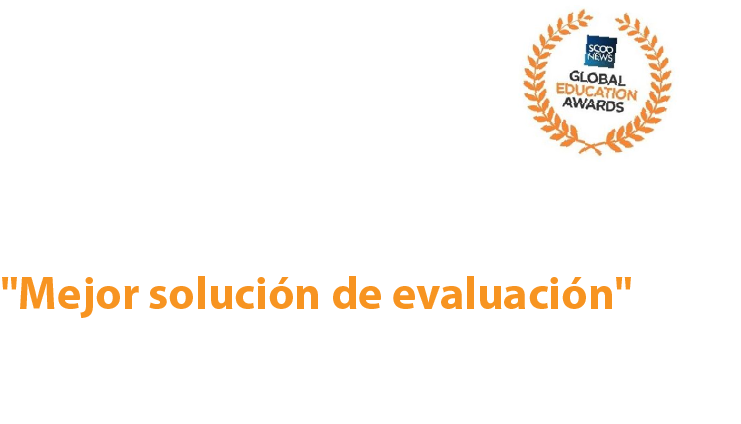 SCOO
NEWS
GLOBAL
EDUCATION
AWARDS
"Mejor solución de evaluación"